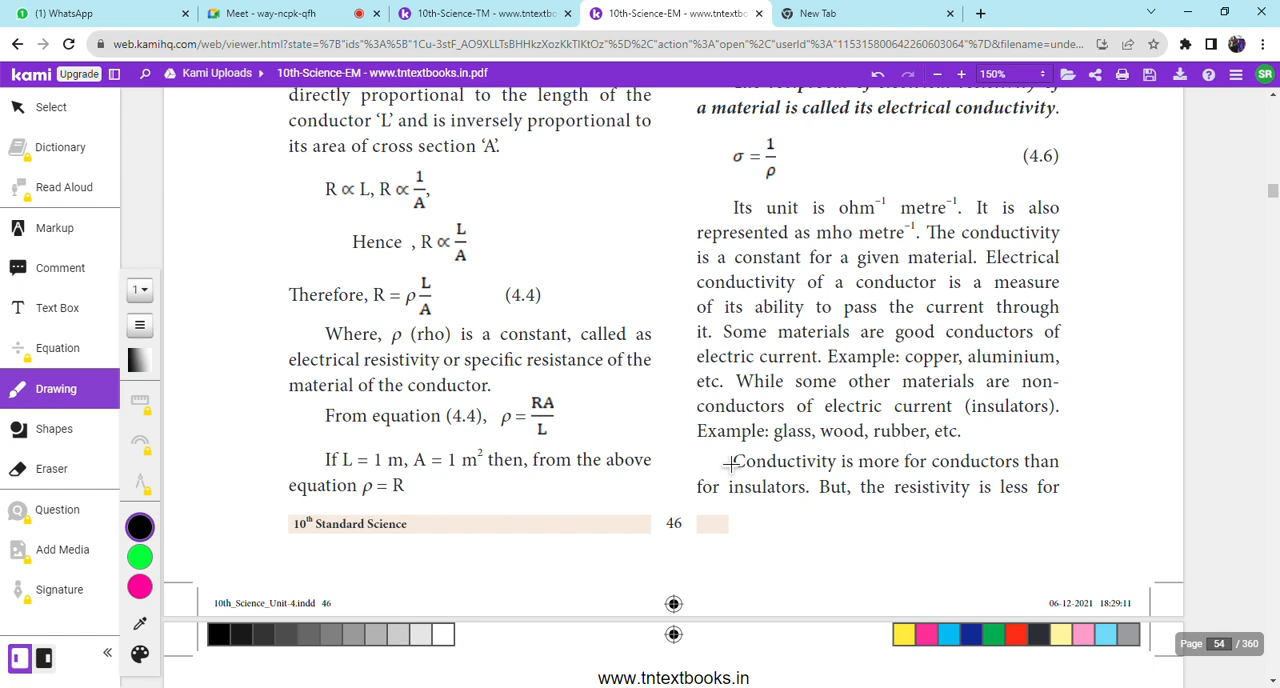 (1) WhatsApp
Meet - way-ncpk-qfh
10th-Science-TM - www.tntextbo
10th-Science-EM - www.tntextbo
New Tab
web.kamihq.com/web/viewer.html?state=%7B"ids"%3A%5B"1Cu-3stF_AO9XLLTsBHHkzXozKkTlKtOz"%5D%2C"action"%3A"open"%2C"userId"%3A"115315800642260603064"%7D&filename=unde...
kami Upgrade
Kami Uploads
10th-Science-EM - www.tntextbooks.in.pdf
150%
SR
Select
Dictionary
Read Aloud
Markup
Comment
Text Box
Equation
Drawing
Shapes
Eraser
Question
Add Media
Signature
1
directly proportional to the length of the
conductor ‘L’ and is inversely proportional to
its area of cross section ‘A’.
R ∝ L, R ∝ 1/A,
Hence , R ∝ L/A
Therefore, R = ρ L/A (4.4)
Where, ρ (rho) is a constant, called as
electrical resistivity or specific resistance of the
material of the conductor.
From equation (4.4), ρ = RA/L
If L = 1 m, A = 1 m² then, from the above
equation ρ = R
a material is called its electrical conductivity.
σ = 1/ρ (4.6)
Its unit is ohm⁻¹ metre⁻¹. It is also
represented as mho metre⁻¹. The conductivity
is a constant for a given material. Electrical
conductivity of a conductor is a measure
of its ability to pass the current through
it. Some materials are good conductors of
electric current. Example: copper, aluminium,
etc. While some other materials are non-
conductors of electric current (insulators).
Example: glass, wood, rubber, etc.
Conductivity is more for conductors than
for insulators. But, the resistivity is less for
10th Standard Science
46
10th_Science_Unit-4.indd 46
06-12-2021 18:29:11
Page 54 / 360
www.tntextbooks.in